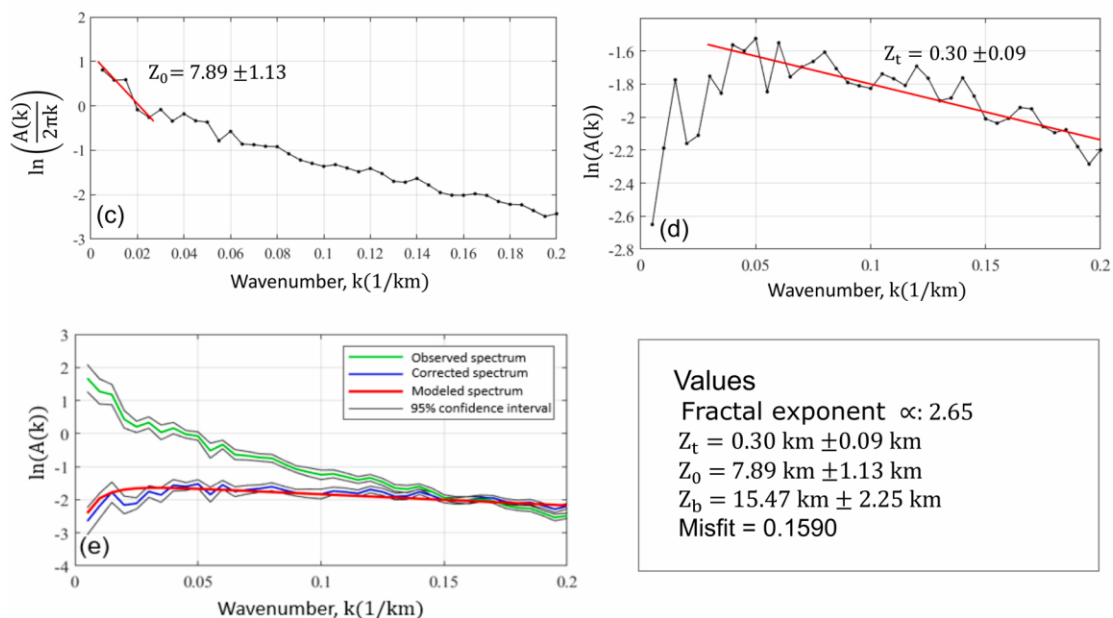 2
1
0
-1
-2
-3
ln(A(k)/2πk)
Z₀ = 7.89 ±1.13
(c)
0 0.02 0.04 0.06 0.08 0.1 0.12 0.14 0.16 0.18 0.2
Wavenumber, k(1/km)
-1.6
-1.8
-2
-2.2
-2.4
-2.6
-2.8
ln(A(k))
Zₜ = 0.30 ±0.09
(d)
0 0.05 0.1 0.15 0.2
Wavenumber, k(1/km)
3
2
1
0
-1
-2
-3
-4
ln(A(k))
Observed spectrum
Corrected spectrum
Modeled spectrum
95% confidence interval
(e)
0 0.05 0.1 0.15 0.2
Wavenumber, k(1/km)
Values
Fractal exponent ∝: 2.65
Zₜ = 0.30 km ±0.09 km
Z₀ = 7.89 km ±1.13 km
Z_b = 15.47 km ± 2.25 km
Misfit = 0.1590